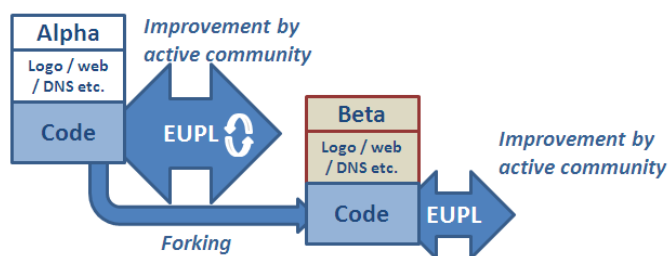 Alpha
Logo / web
/ DNS etc.
Code
Improvement by
active community
EUPL
Forking
Beta
Logo / web
/ DNS etc.
Code
Improvement by
active community
EUPL